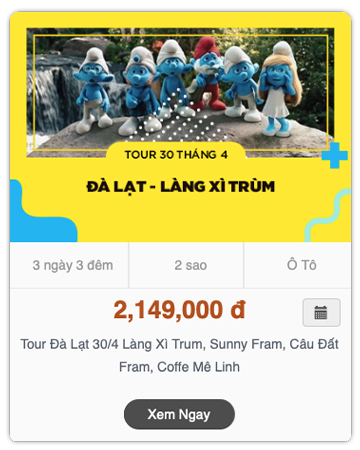 TOUR 30 THÁNG 4
ĐÀ LẠT - LÀNG XÌ TRÙM
3 ngày 3 đêm
2 sao
Ô Tô
2,149,000 đ
Tour Đà Lạt 30/4 Làng Xì Trum, Sunny Fram, Câu Đất
Fram, Coffe Mê Linh
Xem Ngay